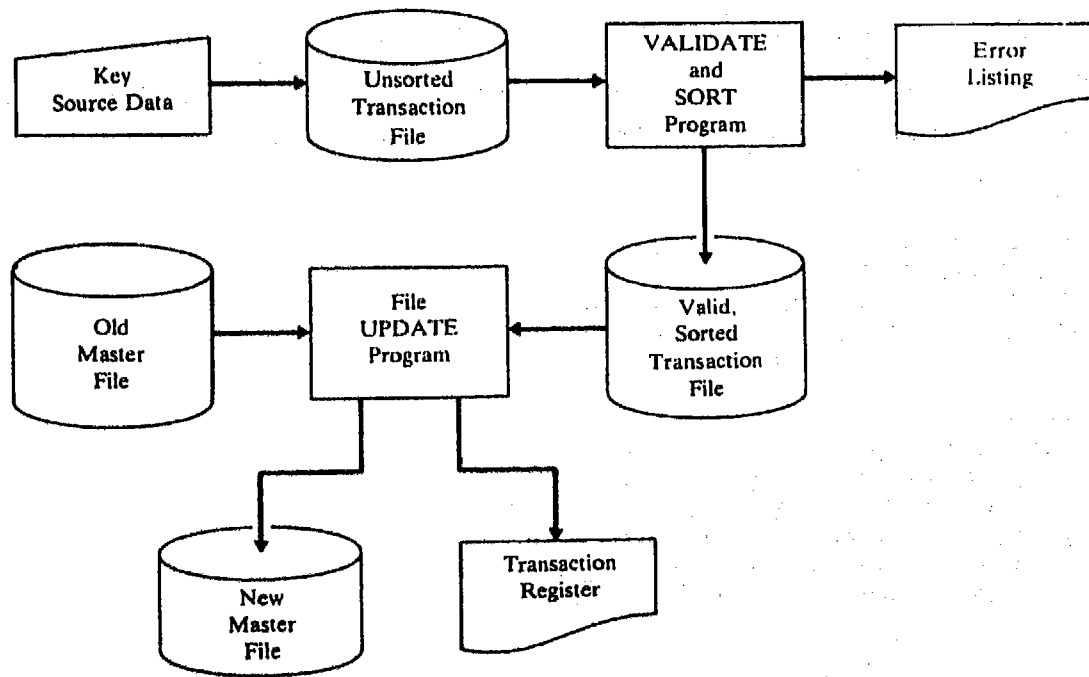 Key
Source Data
Unsorted
Transaction
File
VALIDATE
and
SORT
Program
Error
Listing
Old
Master
File
File
UPDATE
Program
Valid,
Sorted
Transaction
File
New
Master
File
Transaction
Register